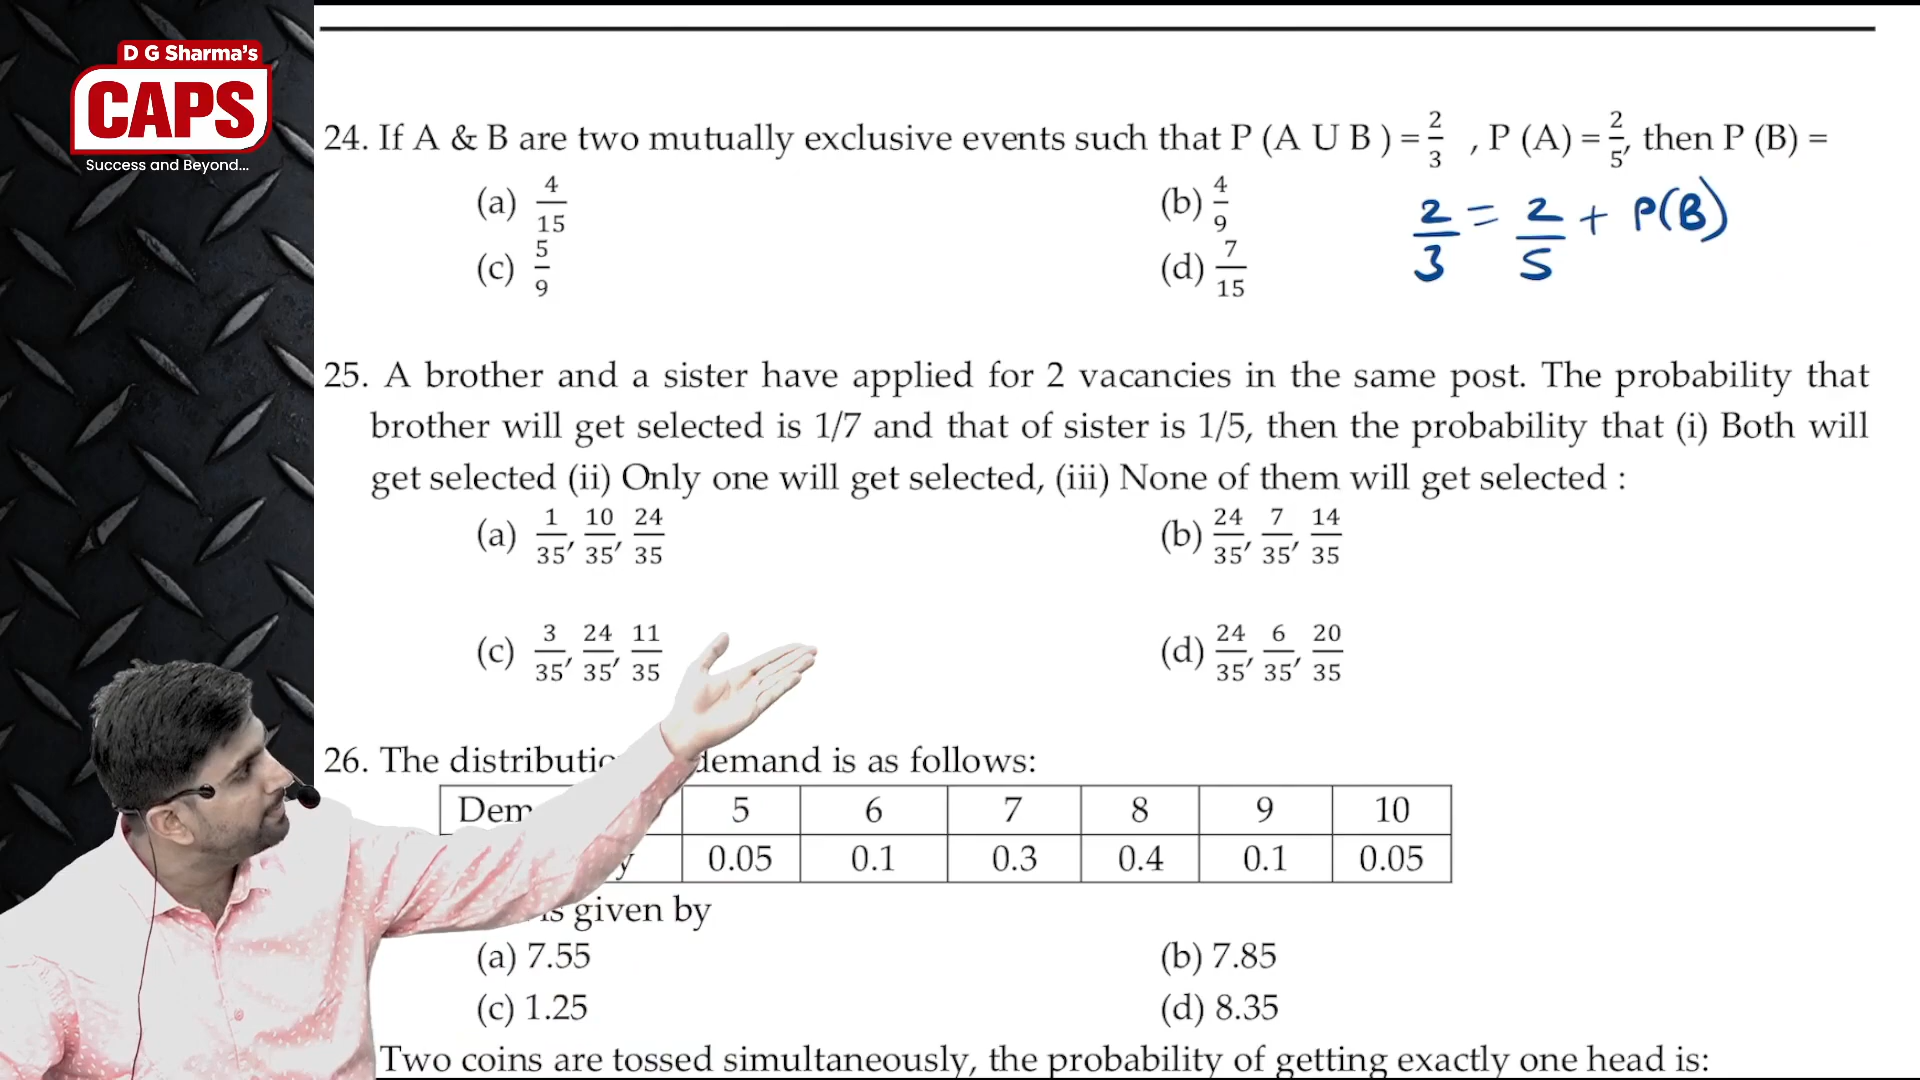 D G Sharma's
CAPS
Success and Beyond...
24. If A & B are two mutually exclusive events such that P (A U B ) = 2/3 , P (A) = 2/5, then P (B) =
(a) 4/15 (b) 4/9
(c) 5/9 (d) 7/15
2/3 = 2/5 + P(B)
25. A brother and a sister have applied for 2 vacancies in the same post. The probability that
brother will get selected is 1/7 and that of sister is 1/5, then the probability that (i) Both will
get selected (ii) Only one will get selected, (iii) None of them will get selected :
(a) 1/35, 10/35, 24/35 (b) 24/35, 7/35, 14/35
(c) 3/35, 24/35, 11/35 (d) 24/35, 6/35, 20/35
26. The demand is as follows:
5 6 7 8 9 10
0.05 0.1 0.3 0.4 0.1 0.05
is given by
(a) 7.55 (b) 7.85
(c) 1.25 (d) 8.35
Two coins are tossed simultaneously, the probability of getting exactly one head is: